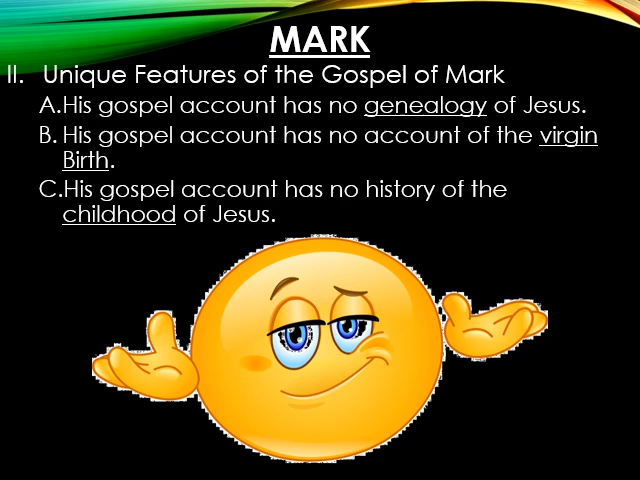 MARK
II. Unique Features of the Gospel of Mark
A.His gospel account has no genealogy of Jesus.
B. His gospel account has no account of the virgin
Birth.
C.His gospel account has no history of the
childhood of Jesus.